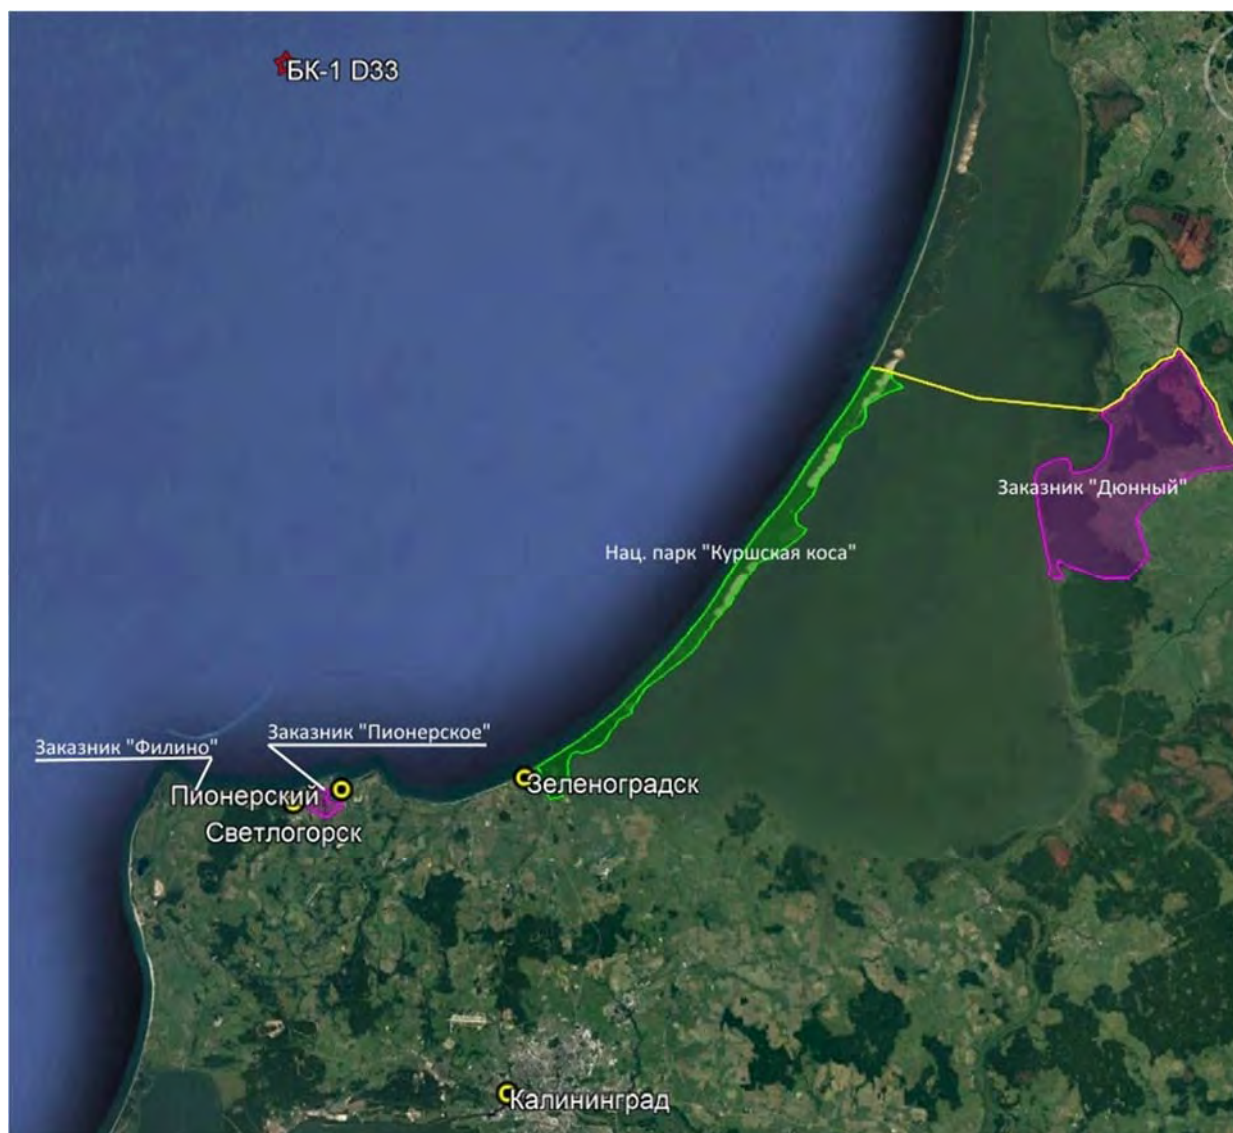 БК-1 D33
Заказник "Дюнный"
Нац. парк "Куршская коса"
Заказник "Филино"
Заказник "Пионерское"
Пионерский
Зеленоградск
Светлогорск
Калининград